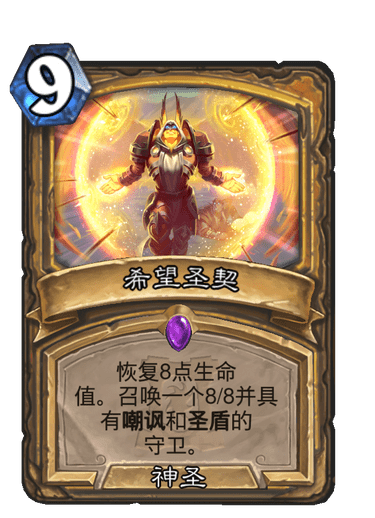 9
希望圣契
恢复8点生命
值。召唤一个8/8并具
有嘲讽和圣盾的
守卫。
神圣